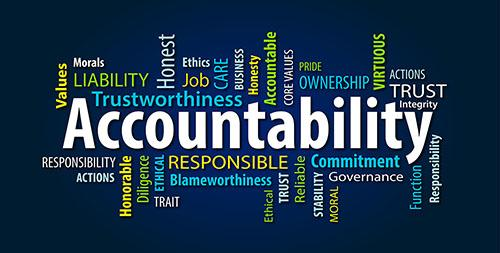 Morals
Values
LIABILITY
Honest
Ethics
Job
CARE
BUSINESS
Honesty
Accountable
CORE VALUES
PRIDE
OWNERSHIP
VIRTUOUS
ACTIONS
TRUST
Integrity
Trustworthiness
Accountability
RESPONSIBILITY
ACTIONS
Honorable
Diligence
ETHICAL
TRAIT
RESPONSIBLE
Blameworthiness
Ethical
TRUST
Reliable
STABILITY
MORAL
Commitment
Governance
Function
Responsibility